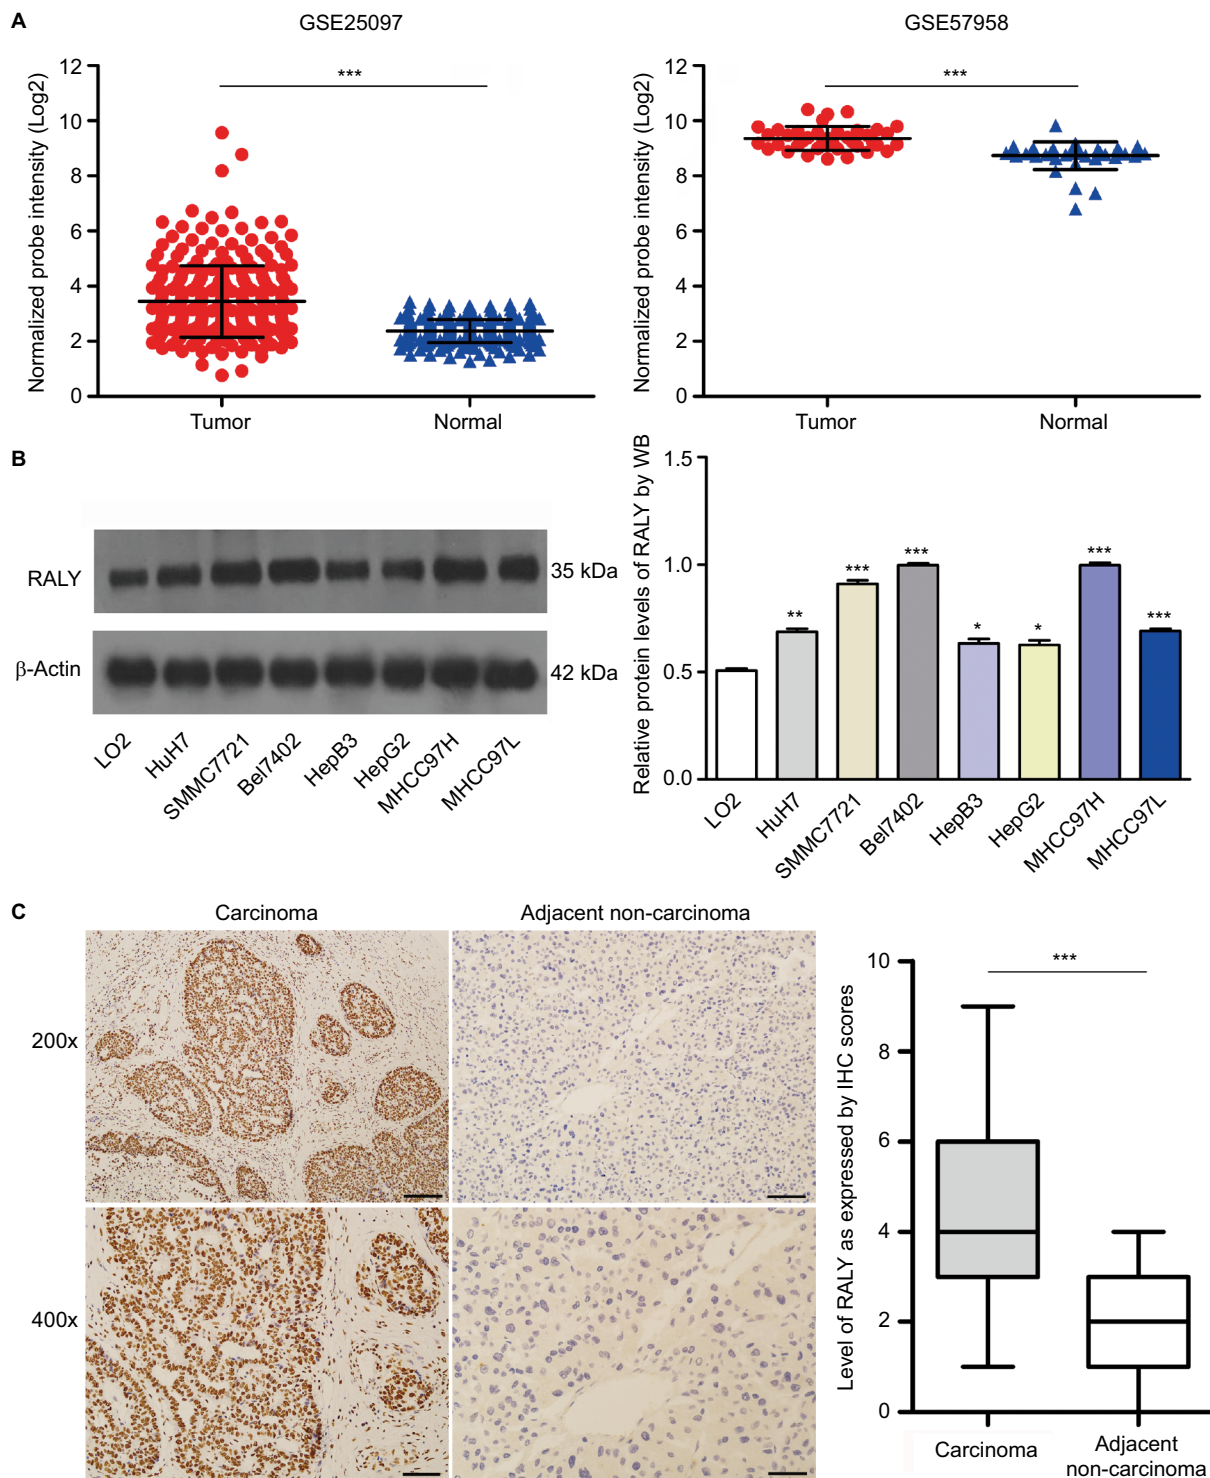 A
GSE25097
GSE57958
Normalized probe intensity (Log2)
12
10
8
6
4
2
0
***
Tumor
Normal
Normalized probe intensity (Log2)
12
10
8
6
4
2
0
***
Tumor
Normal
B
RALY
35 kDa
β-Actin
42 kDa
LO2
HuH7
SMMC7721
Bel7402
HepB3
HepG2
MHCC97H
MHCC97L
Relative protein levels of RALY by WB
1.5
1.0
0.5
0.0
**
***
***
*
*
***
***
LO2
HuH7
SMMC7721
Bel7402
HepB3
HepG2
MHCC97H
MHCC97L
C
Carcinoma
Adjacent non-carcinoma
200x
400x
Level of RALY as expressed by IHC scores
10
8
6
4
2
0
***
Carcinoma
Adjacent
non-carcinoma